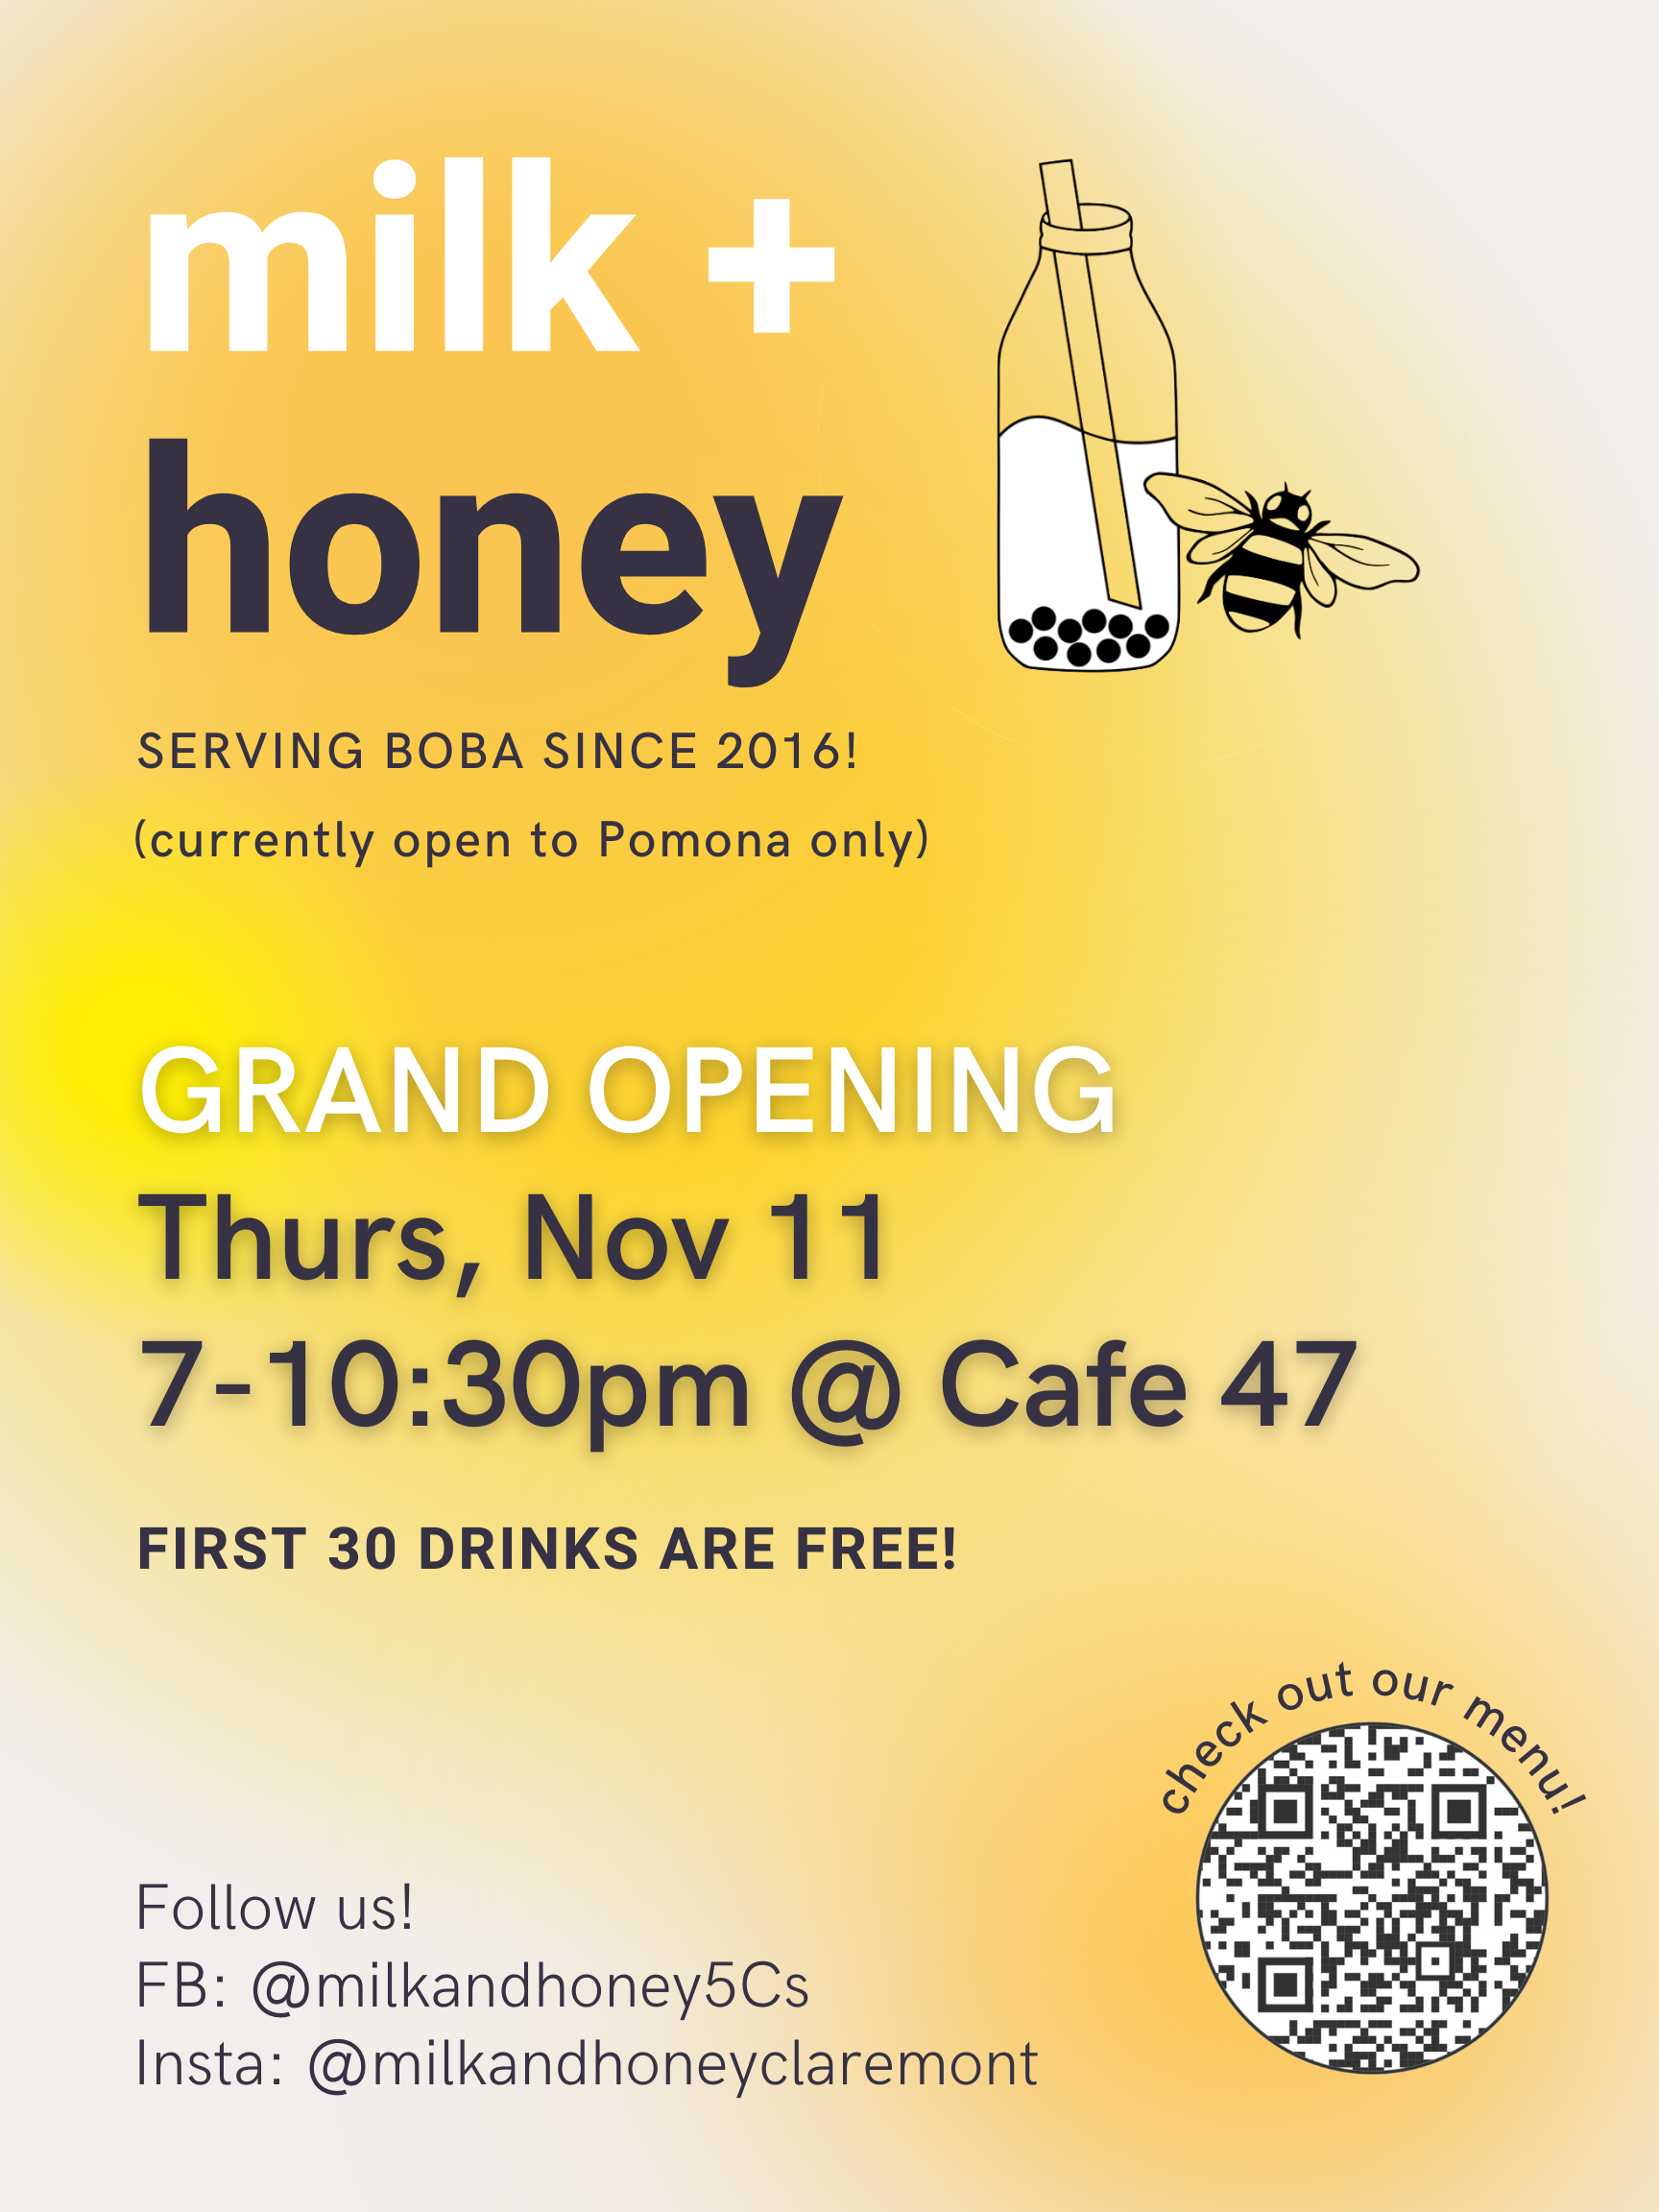 milk +
honey
SERVING BOBA SINCE 2016!
(currently open to Pomona only)
GRAND OPENING
Thurs, Nov 11
7-10:30pm @ Cafe 47
FIRST 30 DRINKS ARE FREE!
check out our menu!
Follow us!
FB: @milkandhoney5Cs
Insta: @milkandhoneyclaremont